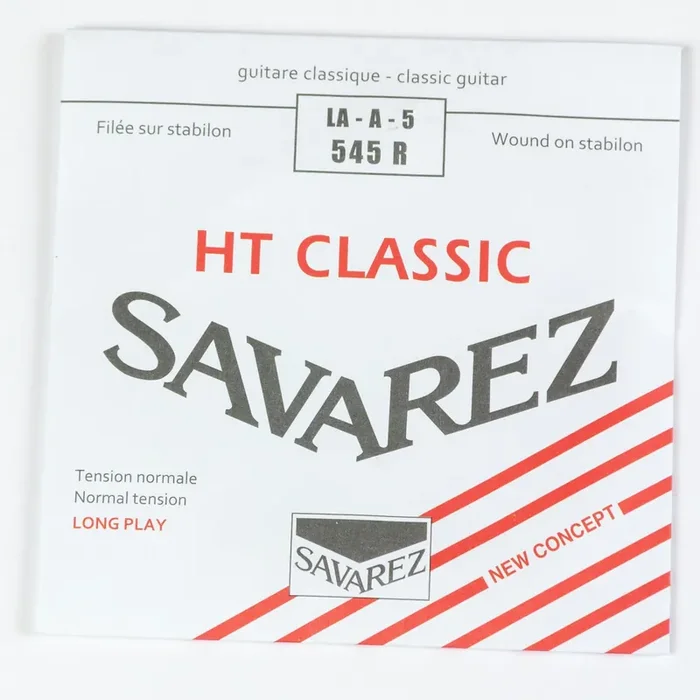 guitare classique - classic guitar
LA - A - 5
545 R
Filée sur stabilon
Wound on stabilon
HT CLASSIC
SAVAREZ
Tension normale
Normal tension
LONG PLAY
SAVAREZ
NEW CONCEPT